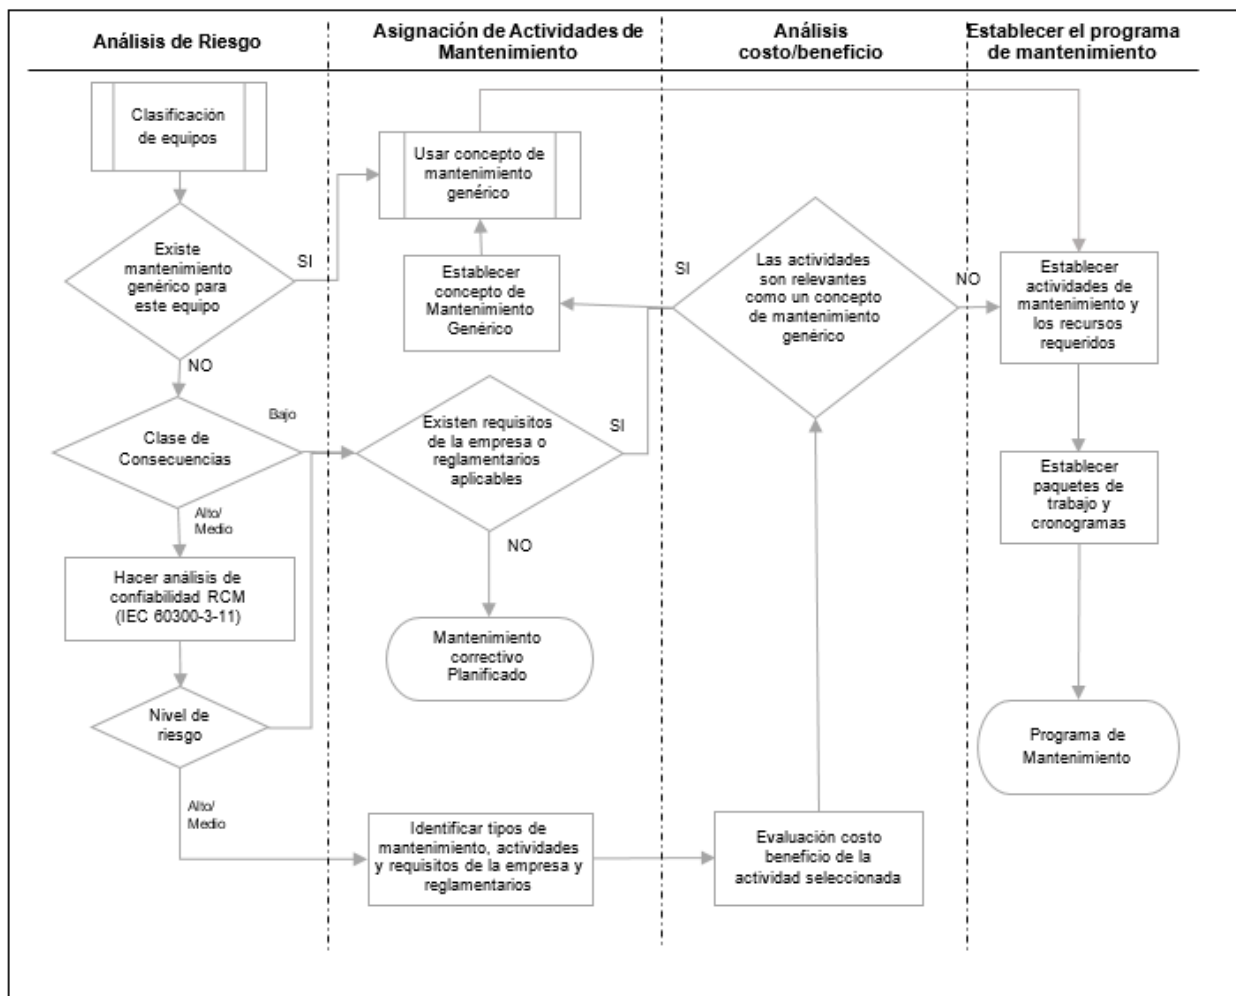 Análisis de Riesgo
Asignación de Actividades de
Mantenimiento
Análisis
costo/beneficio
Establecer el programa
de mantenimiento
Clasificación
de equipos
Existe
mantenimiento
genérico para
este equipo
SI
NO
Clase de
Consecuencias
Bajo
Alto/
Medio
Hacer análisis de
confiabilidad RCM
(IEC 60300-3-11)
Nivel de
riesgo
Alto/
Medio
Usar concepto de
mantenimiento
genérico
Establecer
concepto de
Mantenimiento
Genérico
Existen requisitos
de la empresa o
reglamentarios
aplicables
SI
NO
Mantenimiento
correctivo
Planificado
Identificar tipos de
mantenimiento, actividades
y requisitos de la empresa y
reglamentarios
SI
Las actividades
son relevantes
como un concepto
de mantenimiento
genérico
NO
Evaluación costo
beneficio de la
actividad seleccionada
Establecer
actividades de
mantenimiento y
los recursos
requeridos
Establecer
paquetes de
trabajo y
cronogramas
Programa de
Mantenimiento